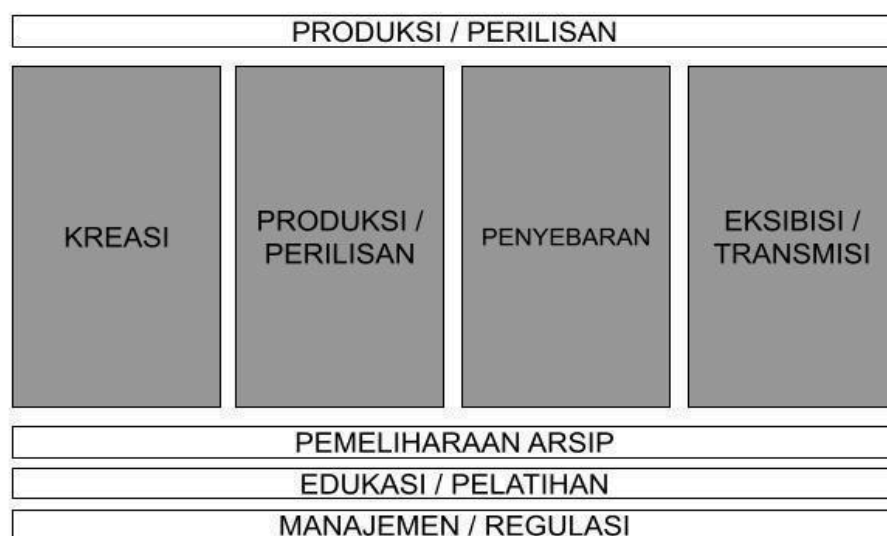 PRODUKSI / PERILISAN
KREASI
PRODUKSI /
PERILISAN
PENYEBARAN
EKSIBISI /
TRANSMISI
PEMELIHARAAN ARSIP
EDUKASI / PELATIHAN
MANAJEMEN / REGULASI